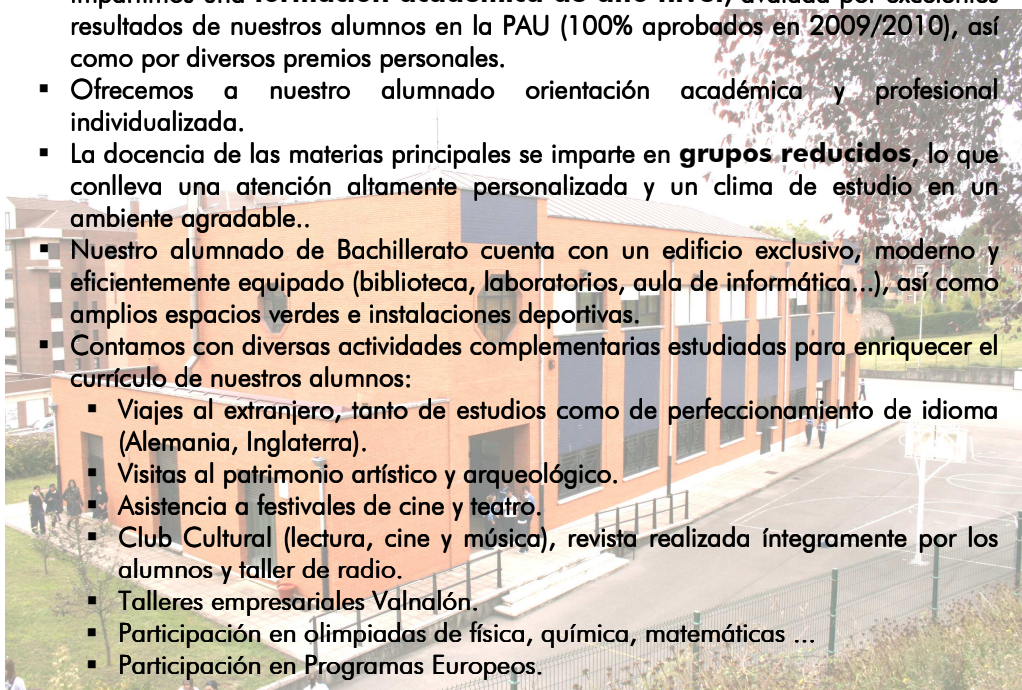 resultados de nuestros alumnos en la PAU (100% aprobados en 2009/2010), así
como por diversos premios personales.
▪ Ofrecemos a nuestro alumnado orientación académica y profesional
individualizada.
▪ La docencia de las materias principales se imparte en grupos reducidos, lo que
conlleva una atención altamente personalizada y un clima de estudio en un
ambiente agradable..
▪ Nuestro alumnado de Bachillerato cuenta con un edificio exclusivo, moderno y
eficientemente equipado (biblioteca, laboratorios, aula de informática...), así como
amplios espacios verdes e instalaciones deportivas.
▪ Contamos con diversas actividades complementarias estudiadas para enriquecer el
currículo de nuestros alumnos:
▪ Viajes al extranjero, tanto de estudios como de perfeccionamiento de idioma
(Alemania, Inglaterra).
▪ Visitas al patrimonio artístico y arqueológico.
▪ Asistencia a festivales de cine y teatro.
▪ Club Cultural (lectura, cine y música), revista realizada íntegramente por los
alumnos y taller de radio.
▪ Talleres empresariales Valnalón.
▪ Participación en olimpiadas de física, química, matemáticas ...
▪ Participación en Programas Europeos.